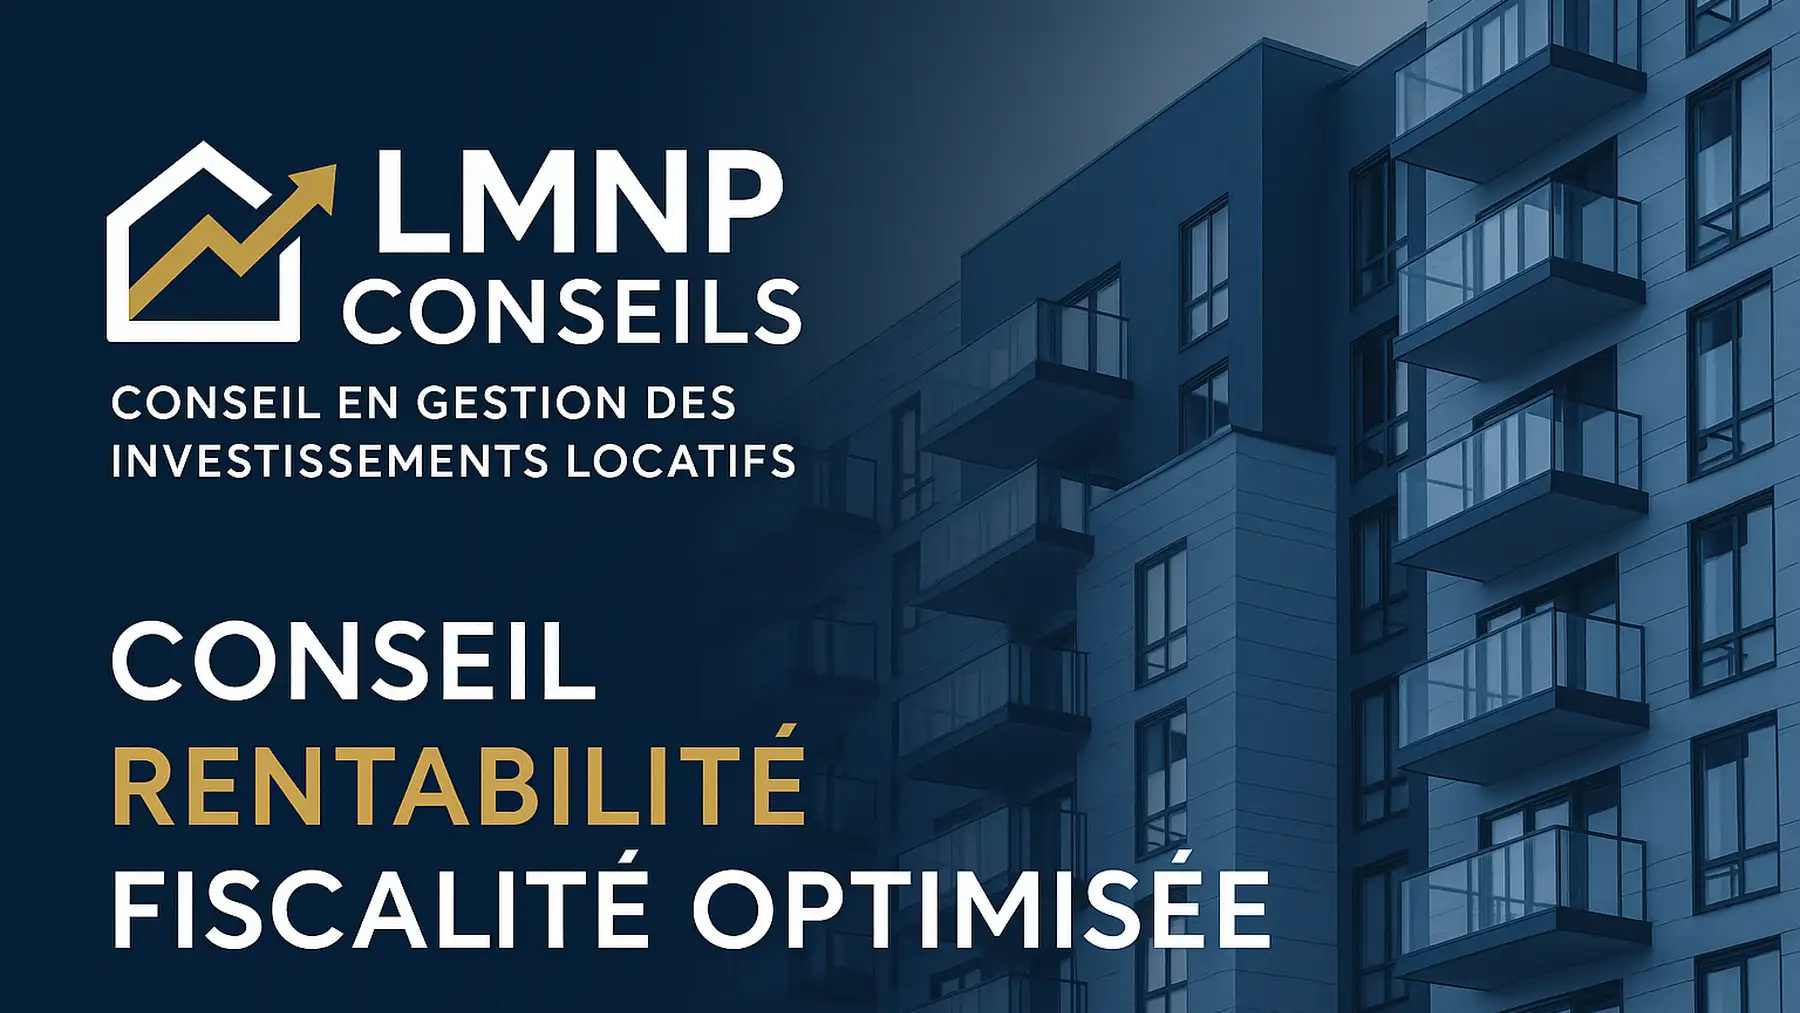 LMNP
CONSEILS
CONSEIL EN GESTION DES
INVESTISSEMENTS LOCATIFS
CONSEIL
RENTABILITÉ
FISCALITÉ OPTIMISÉE